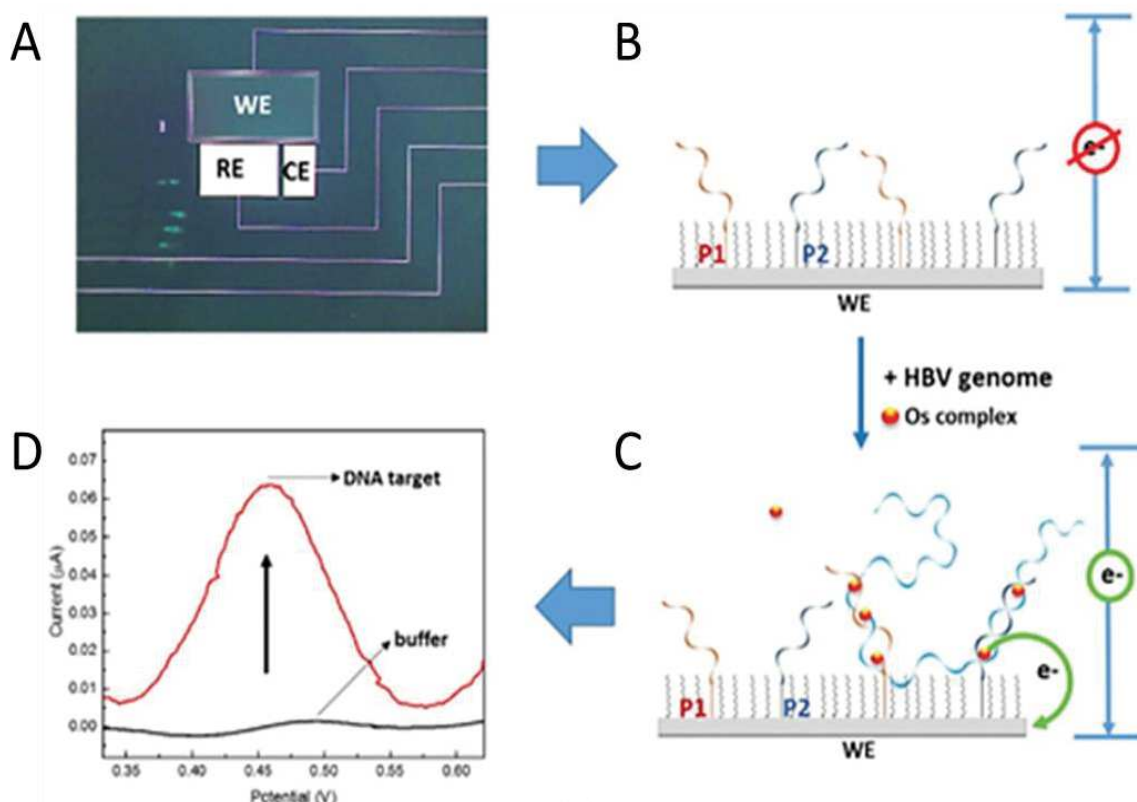 A
WE
RE
CE
B
e-
P1
P2
WE
+ HBV genome
Os complex
C
e-
e-
P1
P2
WE
D
DNA target
buffer
0.07
0.06
0.05
0.04
0.03
0.02
0.01
0.00
Current (µA)
0.35 0.40 0.45 0.50 0.55 0.60
Potential (V)